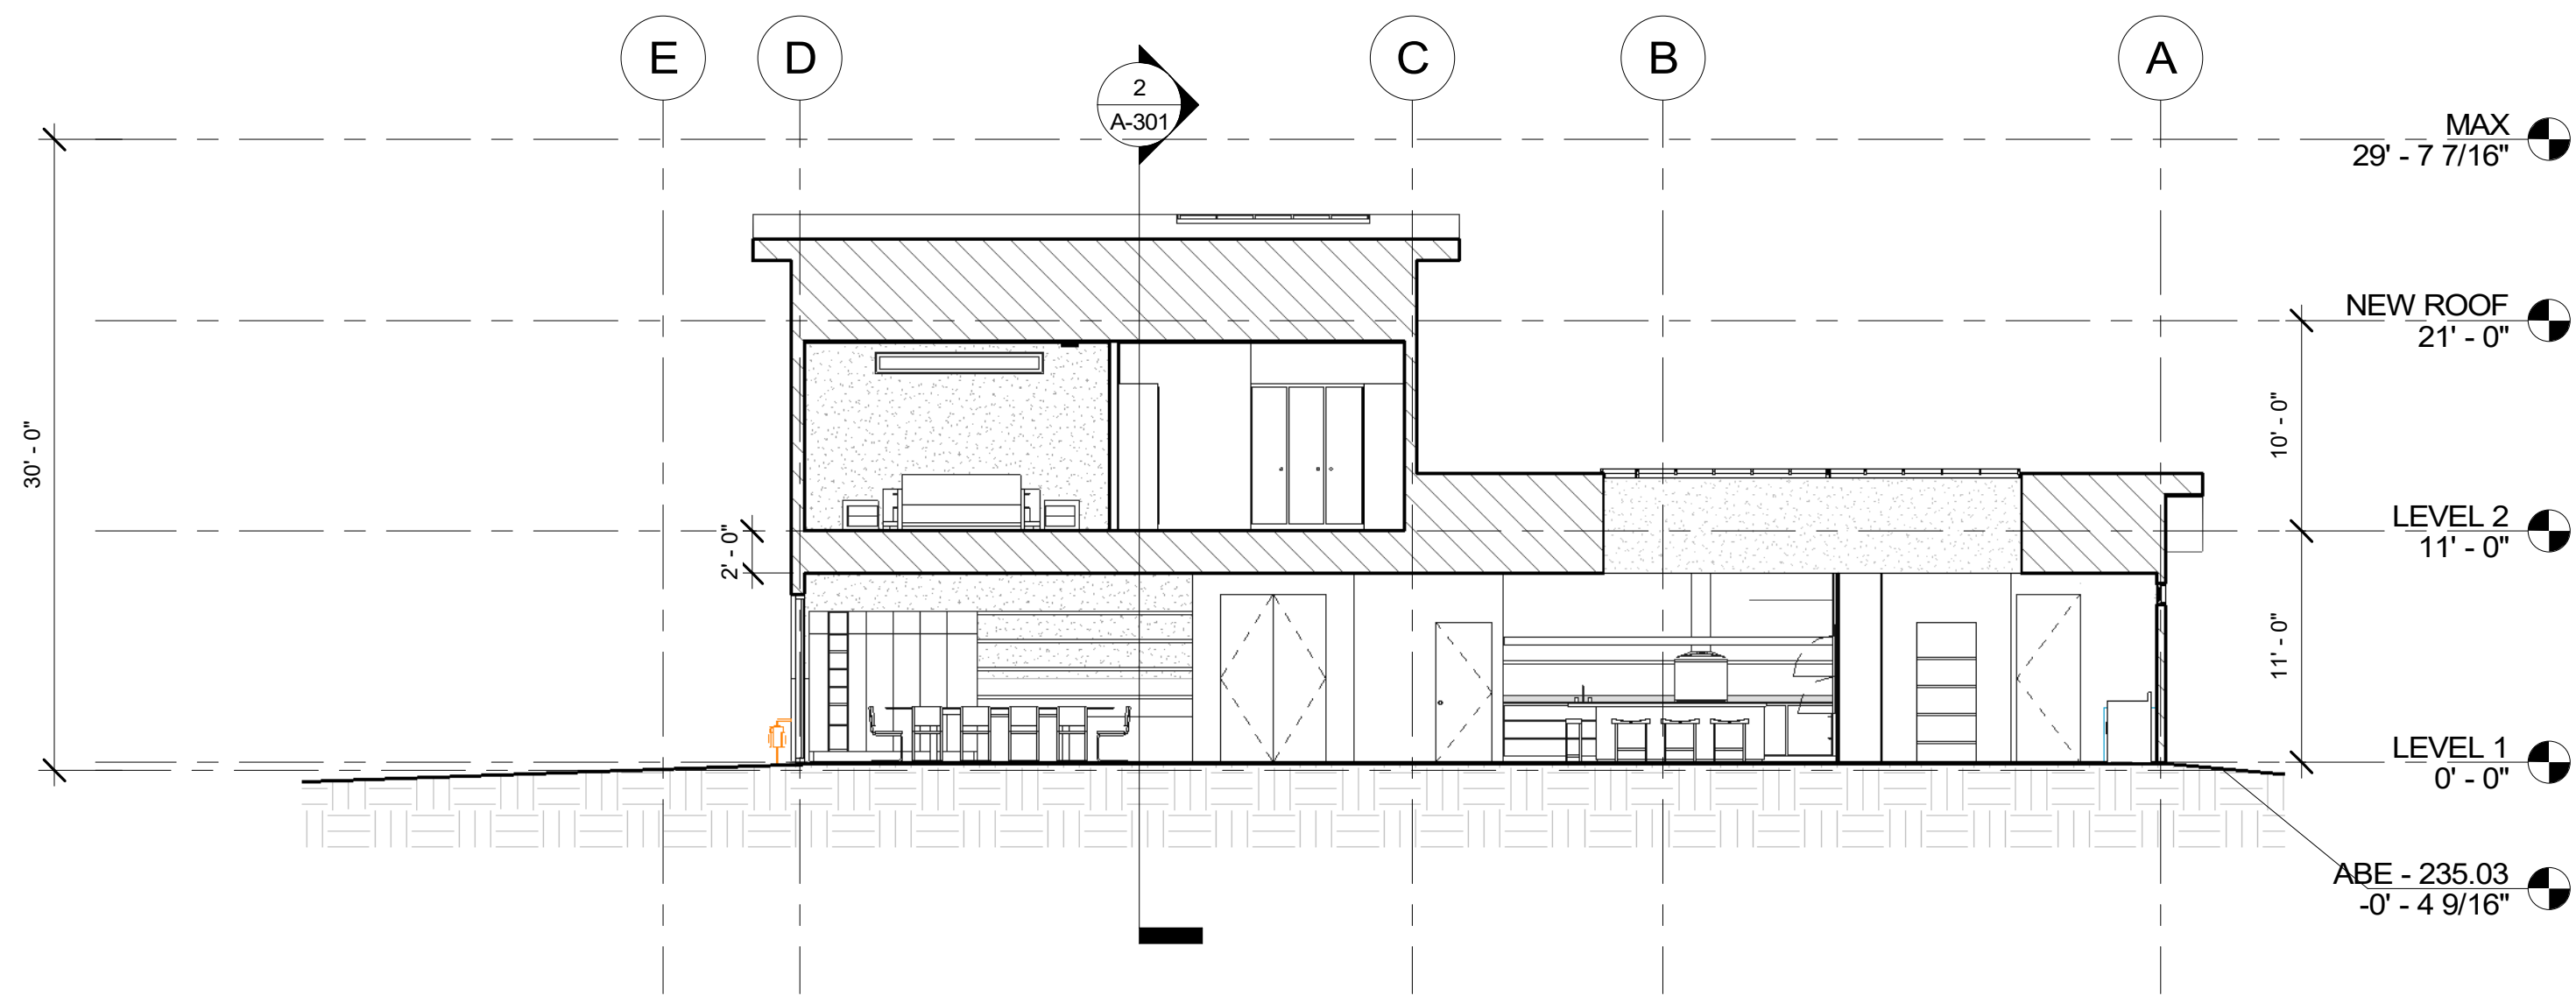 E
D
2
A-301
C
B
A
MAX
29' - 7 7/16"
NEW ROOF
21' - 0"
30' - 0"
10' - 0"
LEVEL 2
11' - 0"
2' - 0"
11' - 0"
LEVEL 1
0' - 0"
ABE - 235.03
-0' - 4 9/16"